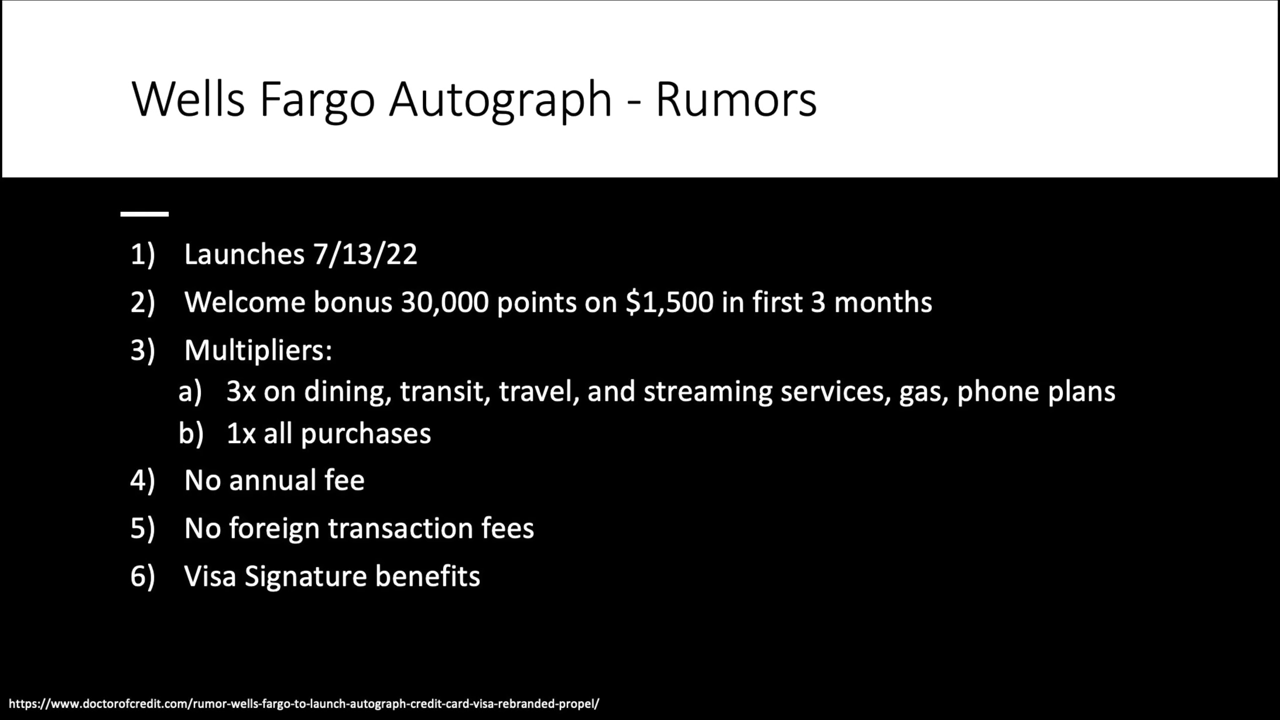 Wells Fargo Autograph - Rumors
1) Launches 7/13/22
2) Welcome bonus 30,000 points on $1,500 in first 3 months
3) Multipliers:
a) 3x on dining, transit, travel, and streaming services, gas, phone plans
b) 1x all purchases
4) No annual fee
5) No foreign transaction fees
6) Visa Signature benefits
https://www.doctorofcredit.com/rumor-wells-fargo-to-launch-autograph-credit-card-visa-rebranded-propel/